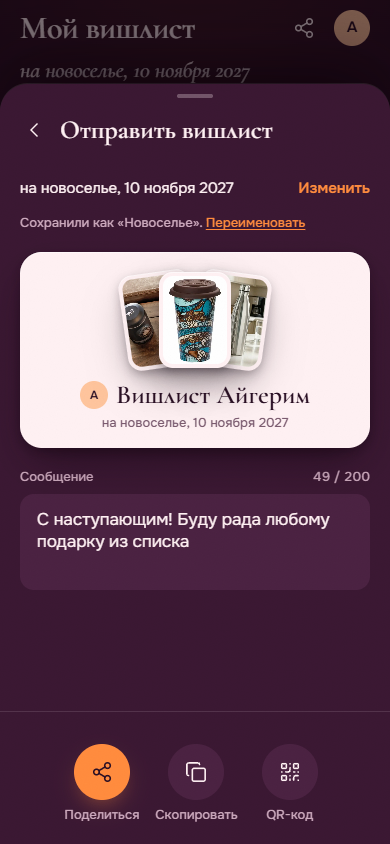 Мой вишлист
А
на новоселье, 10 ноября 2027
Отправить вишлист
на новоселье, 10 ноября 2027
Изменить
Сохранили как «Новоселье». Переименовать
А
Вишлист Айгерим
на новоселье, 10 ноября 2027
Сообщение
49 / 200
С наступающим! Буду рада любому
подарку из списка
Поделиться
Скопировать
QR-код